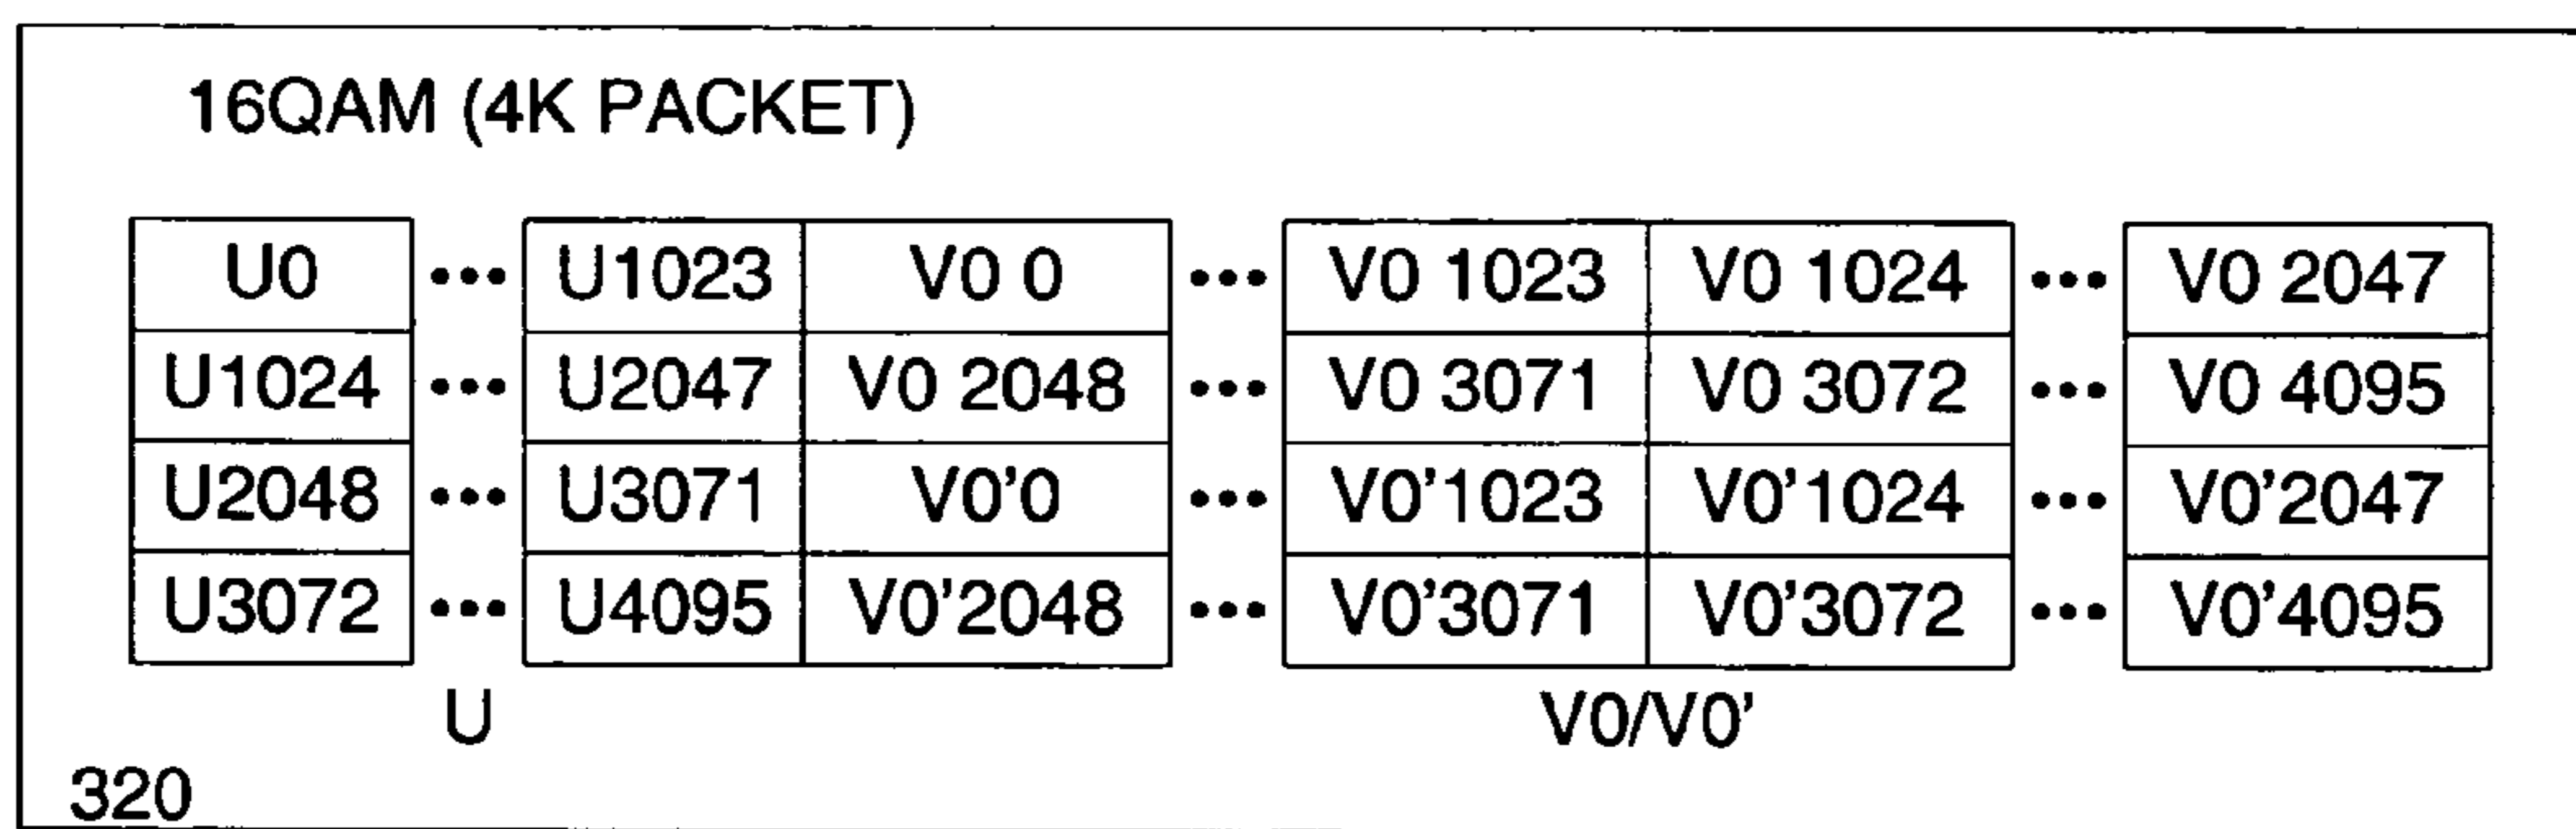 16QAM (4K PACKET)
U0 ••• U1023 V0 0 ••• V0 1023 V0 1024 ••• V0 2047
U1024 ••• U2047 V0 2048 ••• V0 3071 V0 3072 ••• V0 4095
U2048 ••• U3071 V0'0 ••• V0'1023 V0'1024 ••• V0'2047
U3072 ••• U4095 V0'2048 ••• V0'3071 V0'3072 ••• V0'4095
U V0/V0'
320